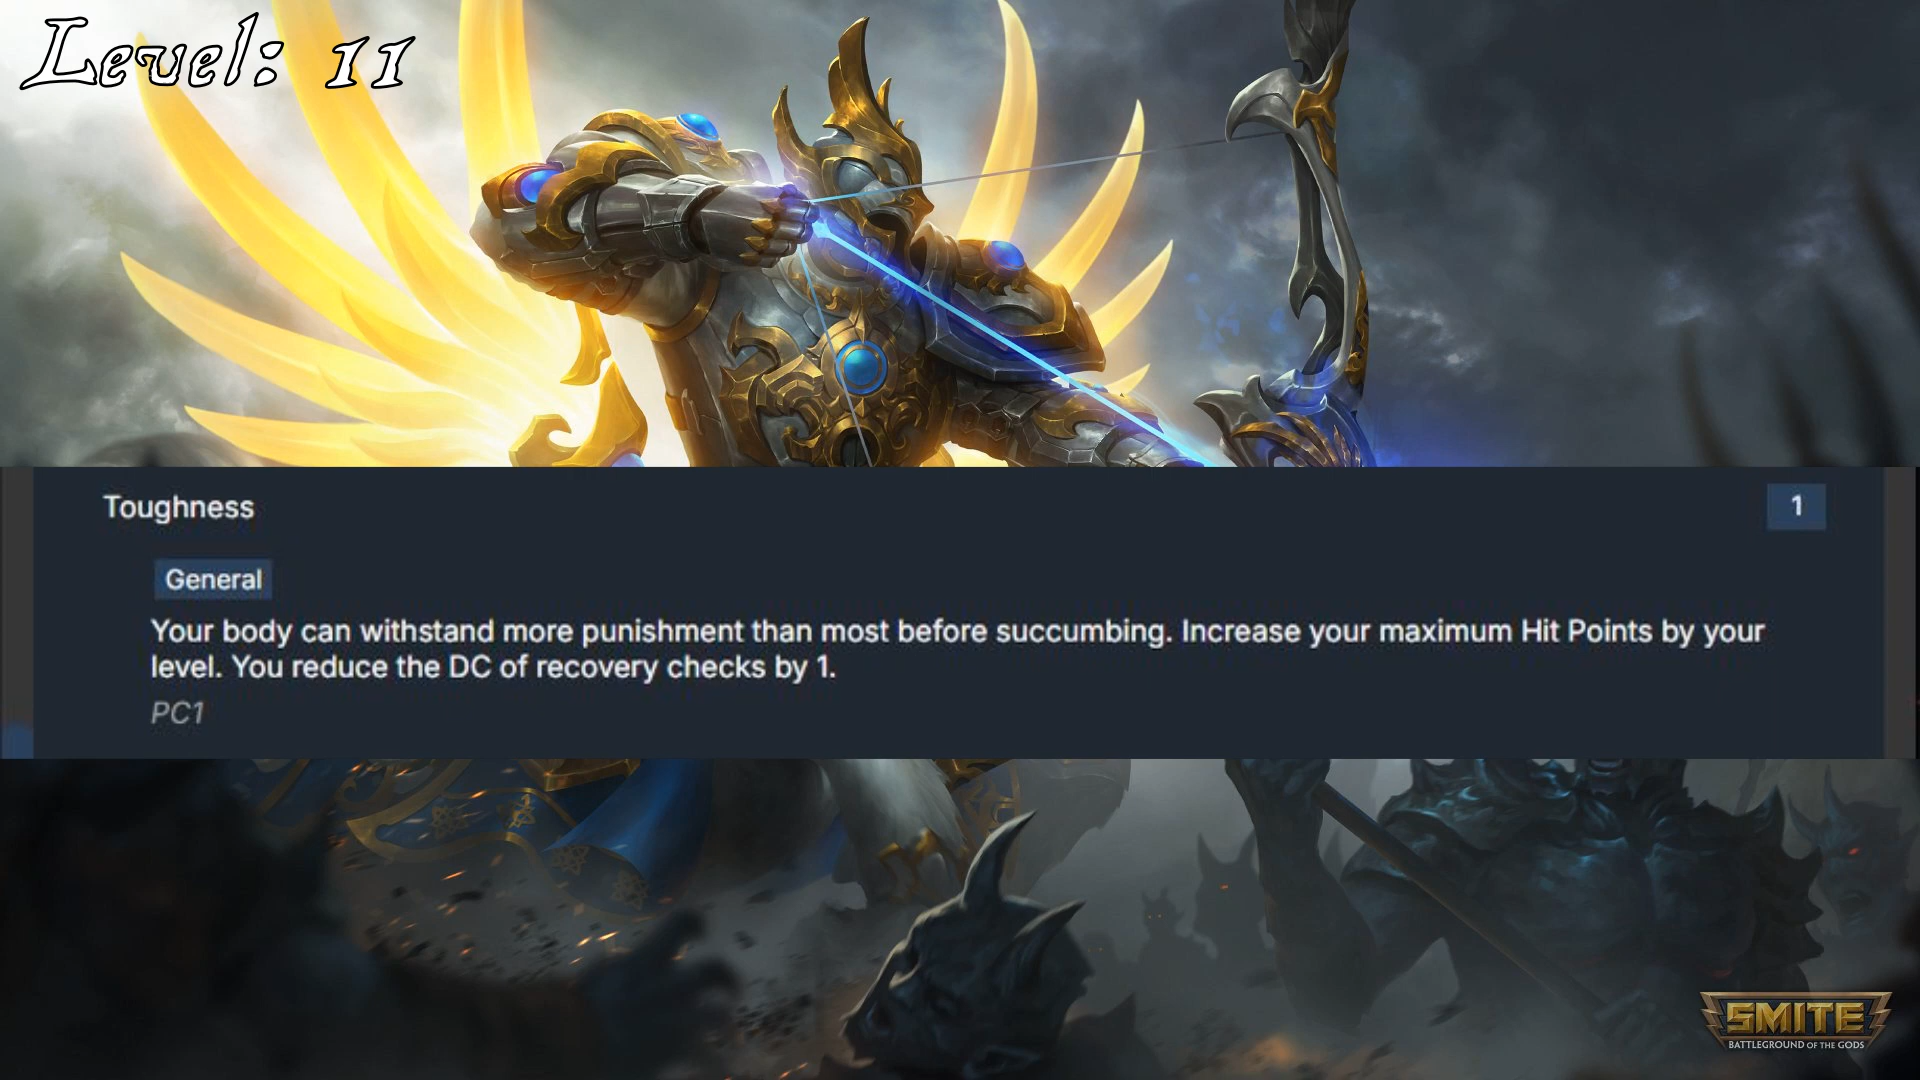 Level: 11
Toughness
1
General
Your body can withstand more punishment than most before succumbing. Increase your maximum Hit Points by your
level. You reduce the DC of recovery checks by 1.
PC1
SMITE
BATTLEGROUND OF THE GODS